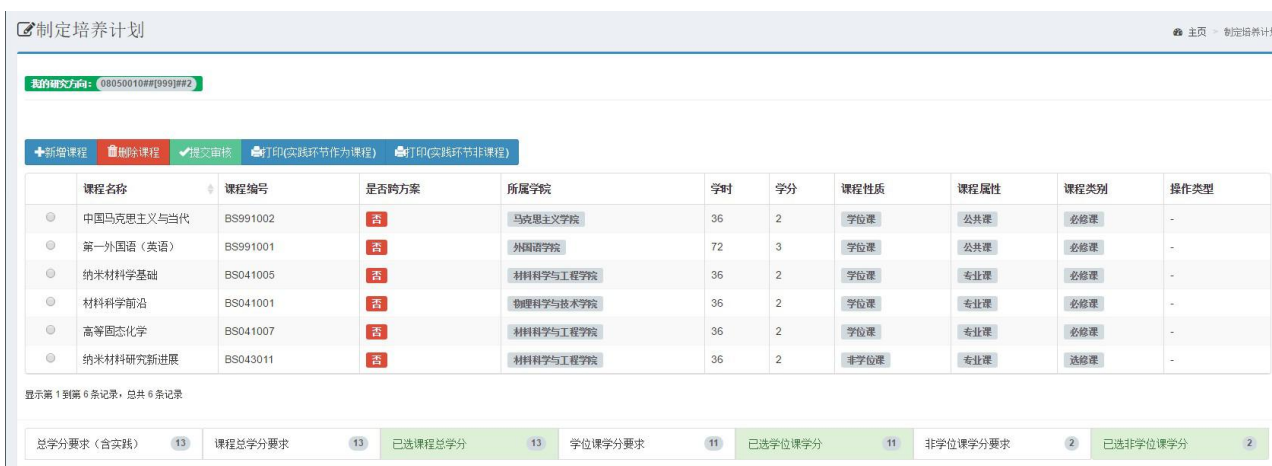 制定培养计划
主页 > 制定培养计
我的研究方向: 08050010##[999]##2
新增课程 删除课程 提交审核 打印(实践环节作为课程) 打印(实践环节非课程)
课程名称 课程编号 是否跨方案 所属学院 学时 学分 课程性质 课程属性 课程类别 操作类型
中国马克思主义与当代 BS991002 否 马克思主义学院 36 2 学位课 公共课 必修课 -
第一外国语（英语） BS991001 否 外国语学院 72 3 学位课 公共课 必修课 -
纳米材料学基础 BS041005 否 材料科学与工程学院 36 2 学位课 专业课 必修课 -
材料科学前沿 BS041001 否 物理科学与技术学院 36 2 学位课 专业课 必修课 -
高等固态化学 BS041007 否 材料科学与工程学院 36 2 学位课 专业课 必修课 -
纳米材料研究新进展 BS043011 否 材料科学与工程学院 36 2 非学位课 专业课 选修课 -
显示第 1 到第 6 条记录，总共 6 条记录
总学分要求（含实践） 13 课程总学分要求 13 已选课程总学分 13 学位课学分要求 11 已选学位课学分 11 非学位课学分要求 2 已选非学位课学分 2